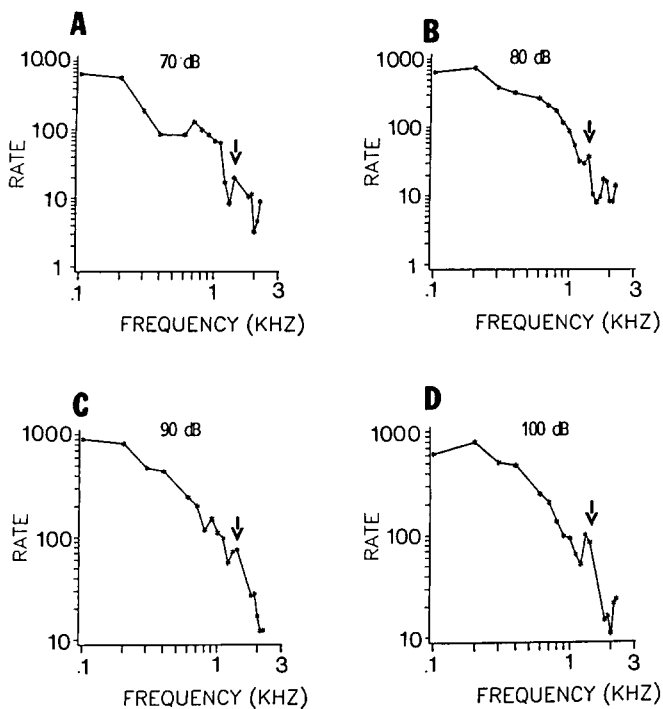 A
70 dB
1000
100
10
1
RATE
.1
1
3
FREQUENCY (KHZ)
B
80 dB
1000
100
10
1
RATE
.1
1
3
FREQUENCY (KHZ)
C
90 dB
1000
100
10
RATE
.1
1
3
FREQUENCY (KHZ)
D
100 dB
1000
100
10
RATE
.1
1
3
FREQUENCY (KHZ)